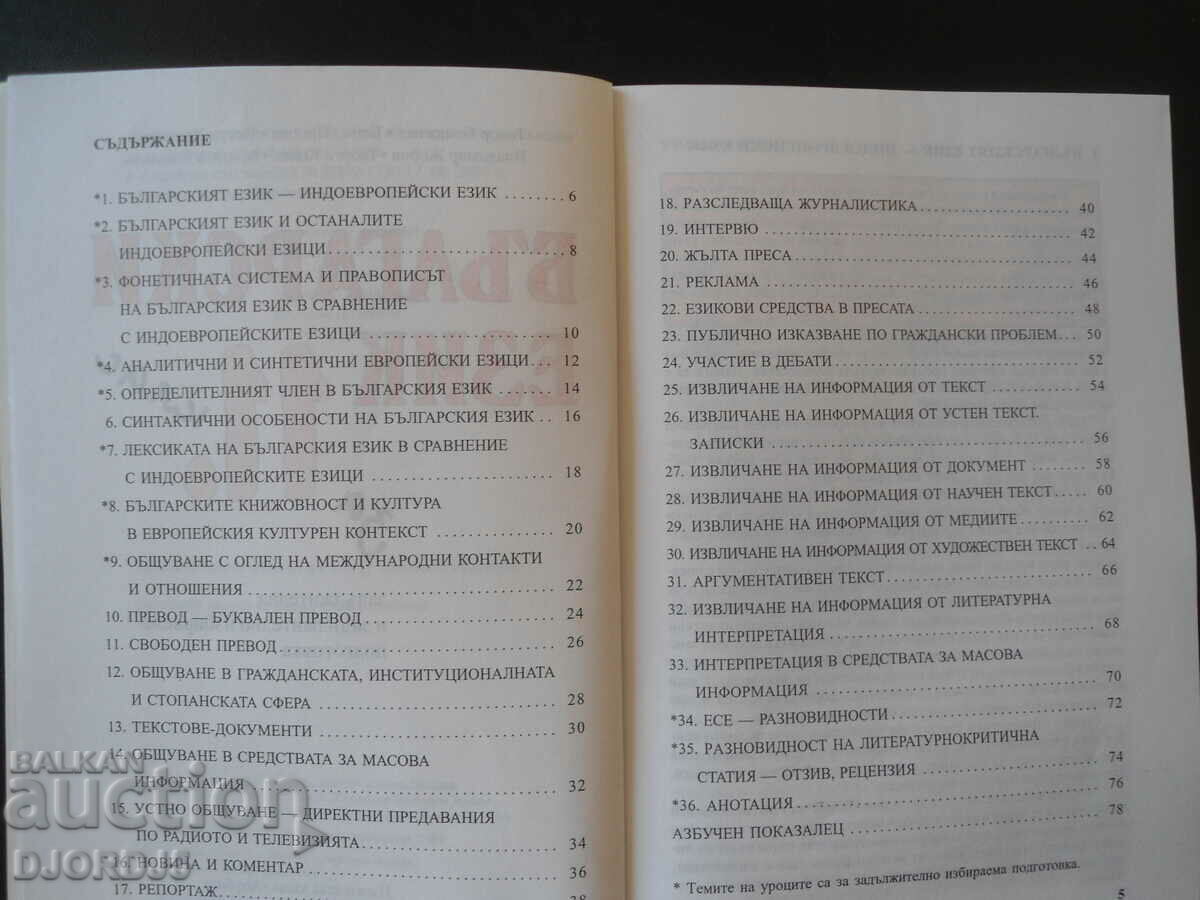 СЪДЪРЖАНИЕ
*1. БЪЛГАРСКИЯТ ЕЗИК — ИНДОЕВРОПЕЙСКИ ЕЗИК ........ 6
*2. БЪЛГАРСКИЯТ ЕЗИК И ОСТАНАЛИТЕ
ИНДОЕВРОПЕЙСКИ ЕЗИЦИ ........ 8
*3. ФОНЕТИЧНАТА СИСТЕМА И ПРАВОПИСЪТ
НА БЪЛГАРСКИЯ ЕЗИК В СРАВНЕНИЕ
С ИНДОЕВРОПЕЙСКИТЕ ЕЗИЦИ ........ 10
*4. АНАЛИТИЧНИ И СИНТЕТИЧНИ ЕВРОПЕЙСКИ ЕЗИЦИ ... 12
*5. ОПРЕДЕЛИТЕЛНИЯТ ЧЛЕН В БЪЛГАРСКИЯ ЕЗИК ........ 14
6. СИНТАКТИЧНИ ОСОБЕНОСТИ НА БЪЛГАРСКИЯ ЕЗИК ... 16
*7. ЛЕКСИКАТА НА БЪЛГАРСКИЯ ЕЗИК В СРАВНЕНИЕ
С ИНДОЕВРОПЕЙСКИТЕ ЕЗИЦИ ........ 18
*8. БЪЛГАРСКИТЕ КНИЖОВНОСТ И КУЛТУРА
В ЕВРОПЕЙСКИЯ КУЛТУРЕН КОНТЕКСТ ........ 20
*9. ОБЩУВАНЕ С ОГЛЕД НА МЕЖДУНАРОДНИ КОНТАКТИ
И ОТНОШЕНИЯ ........ 22
10. ПРЕВОД — БУКВАЛЕН ПРЕВОД ........ 24
11. СВОБОДЕН ПРЕВОД ........ 26
12. ОБЩУВАНЕ В ГРАЖДАНСКАТА, ИНСТИТУЦИОНАЛНАТА
И СТОПАНСКАТА СФЕРА ........ 28
13. ТЕКСТОВЕ-ДОКУМЕНТИ ........ 30
14. ОБЩУВАНЕ В СРЕДСТВАТА ЗА МАСОВА
ИНФОРМАЦИЯ ........ 32
15. УСТНО ОБЩУВАНЕ — ДИРЕКТНИ ПРЕДАВАНИЯ
ПО РАДИОТО И ТЕЛЕВИЗИЯТА ........ 34
*16. НОВИНА И КОМЕНТАР ........ 36
17. РЕПОРТАЖ ........ 38
18. РАЗСЛЕДВАЩА ЖУРНАЛИСТИКА ........ 40
19. ИНТЕРВЮ ........ 42
20. ЖЪЛТА ПРЕСА ........ 44
21. РЕКЛАМА ........ 46
22. ЕЗИКОВИ СРЕДСТВА В ПРЕСАТА ........ 48
23. ПУБЛИЧНО ИЗКАЗВАНЕ ПО ГРАЖДАНСКИ ПРОБЛЕМ ... 50
24. УЧАСТИЕ В ДЕБАТИ ........ 52
25. ИЗВЛИЧАНЕ НА ИНФОРМАЦИЯ ОТ ТЕКСТ ........ 54
26. ИЗВЛИЧАНЕ НА ИНФОРМАЦИЯ ОТ УСТЕН ТЕКСТ.
ЗАПИСКИ ........ 56
27. ИЗВЛИЧАНЕ НА ИНФОРМАЦИЯ ОТ ДОКУМЕНТ ........ 58
28. ИЗВЛИЧАНЕ НА ИНФОРМАЦИЯ ОТ НАУЧЕН ТЕКСТ ... 60
29. ИЗВЛИЧАНЕ НА ИНФОРМАЦИЯ ОТ МЕДИИТЕ ........ 62
30. ИЗВЛИЧАНЕ НА ИНФОРМАЦИЯ ОТ ХУДОЖЕСТВЕН ТЕКСТ .. 64
31. АРГУМЕНТАТИВЕН ТЕКСТ ........ 66
32. ИЗВЛИЧАНЕ НА ИНФОРМАЦИЯ ОТ ЛИТЕРАТУРНА
ИНТЕРПРЕТАЦИЯ ........ 68
33. ИНТЕРПРЕТАЦИЯ В СРЕДСТВАТА ЗА МАСОВА
ИНФОРМАЦИЯ ........ 70
*34. ЕСЕ — РАЗНОВИДНОСТИ ........ 72
*35. РАЗНОВИДНОСТ НА ЛИТЕРАТУРНОКРИТИЧНА
СТАТИЯ — ОТЗИВ, РЕЦЕНЗИЯ ........ 74
*36. АНОТАЦИЯ ........ 76
АЗБУЧЕН ПОКАЗАЛЕЦ ........ 78
* Темите на уроците са за задължително избираема подготовка.
5
BALKAN
auction
DJORDJ8